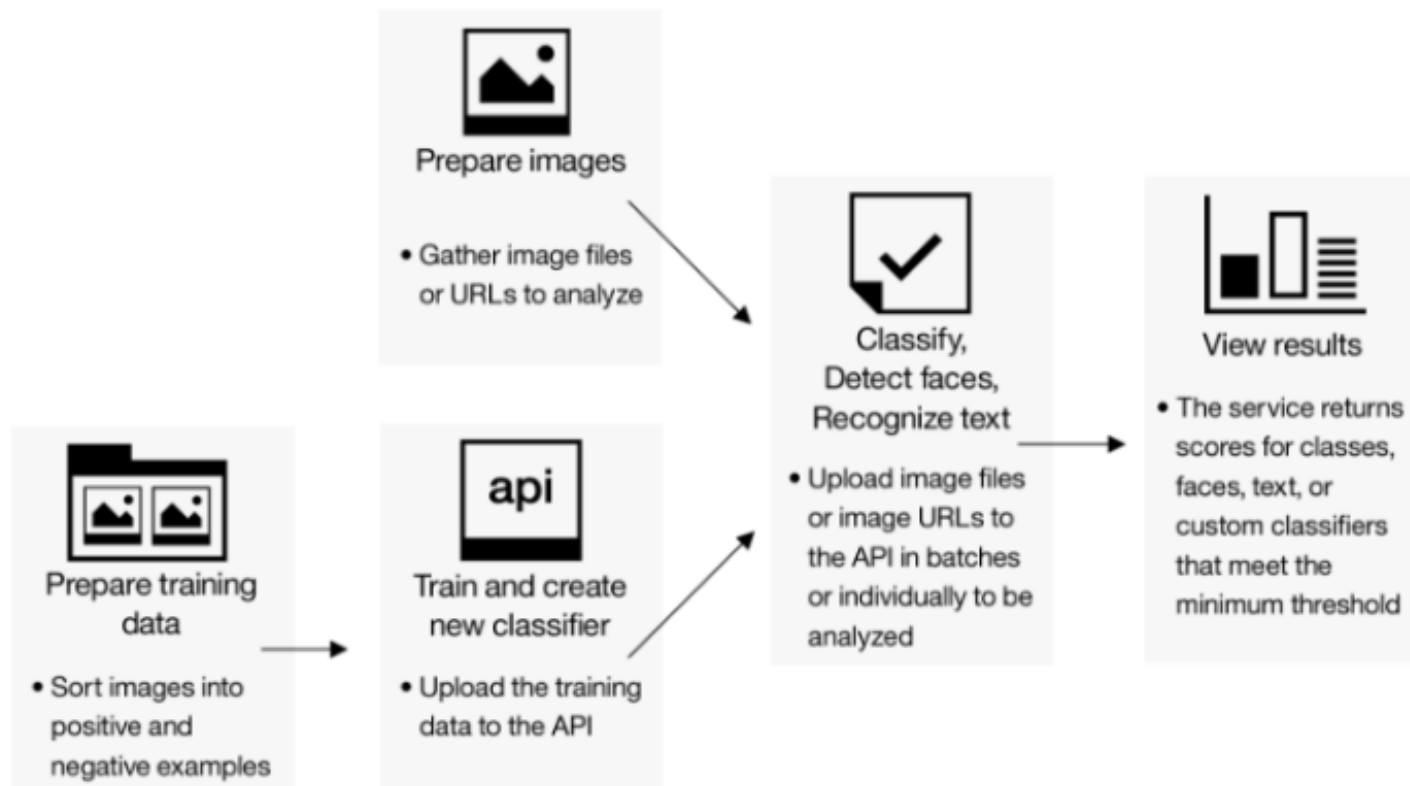 Prepare images
• Gather image files
or URLs to analyze
Prepare training
data
• Sort images into
positive and
negative examples
api
Train and create
new classifier
• Upload the training
data to the API
Classify,
Detect faces,
Recognize text
• Upload image files
or image URLs to
the API in batches
or individually to be
analyzed
View results
• The service returns
scores for classes,
faces, text, or
custom classifiers
that meet the
minimum threshold